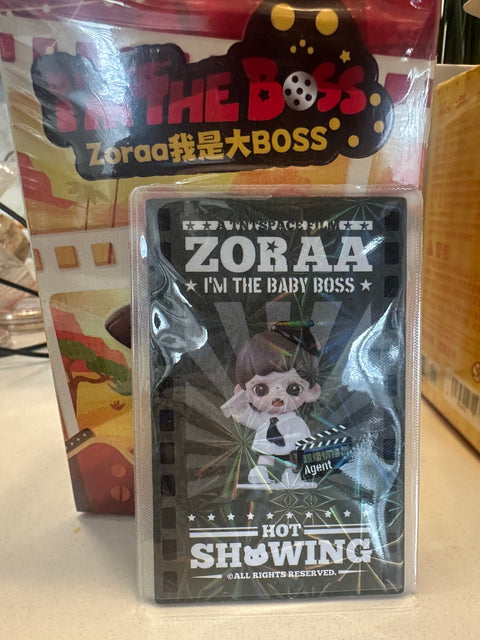 I'M THE BOSS
Zoraa我是大BOSS
A TNTSPACE FILM
ZORAA
I'M THE BABY BOSS
Agent
HOT
SHOWING
©ALL RIGHTS RESERVED.